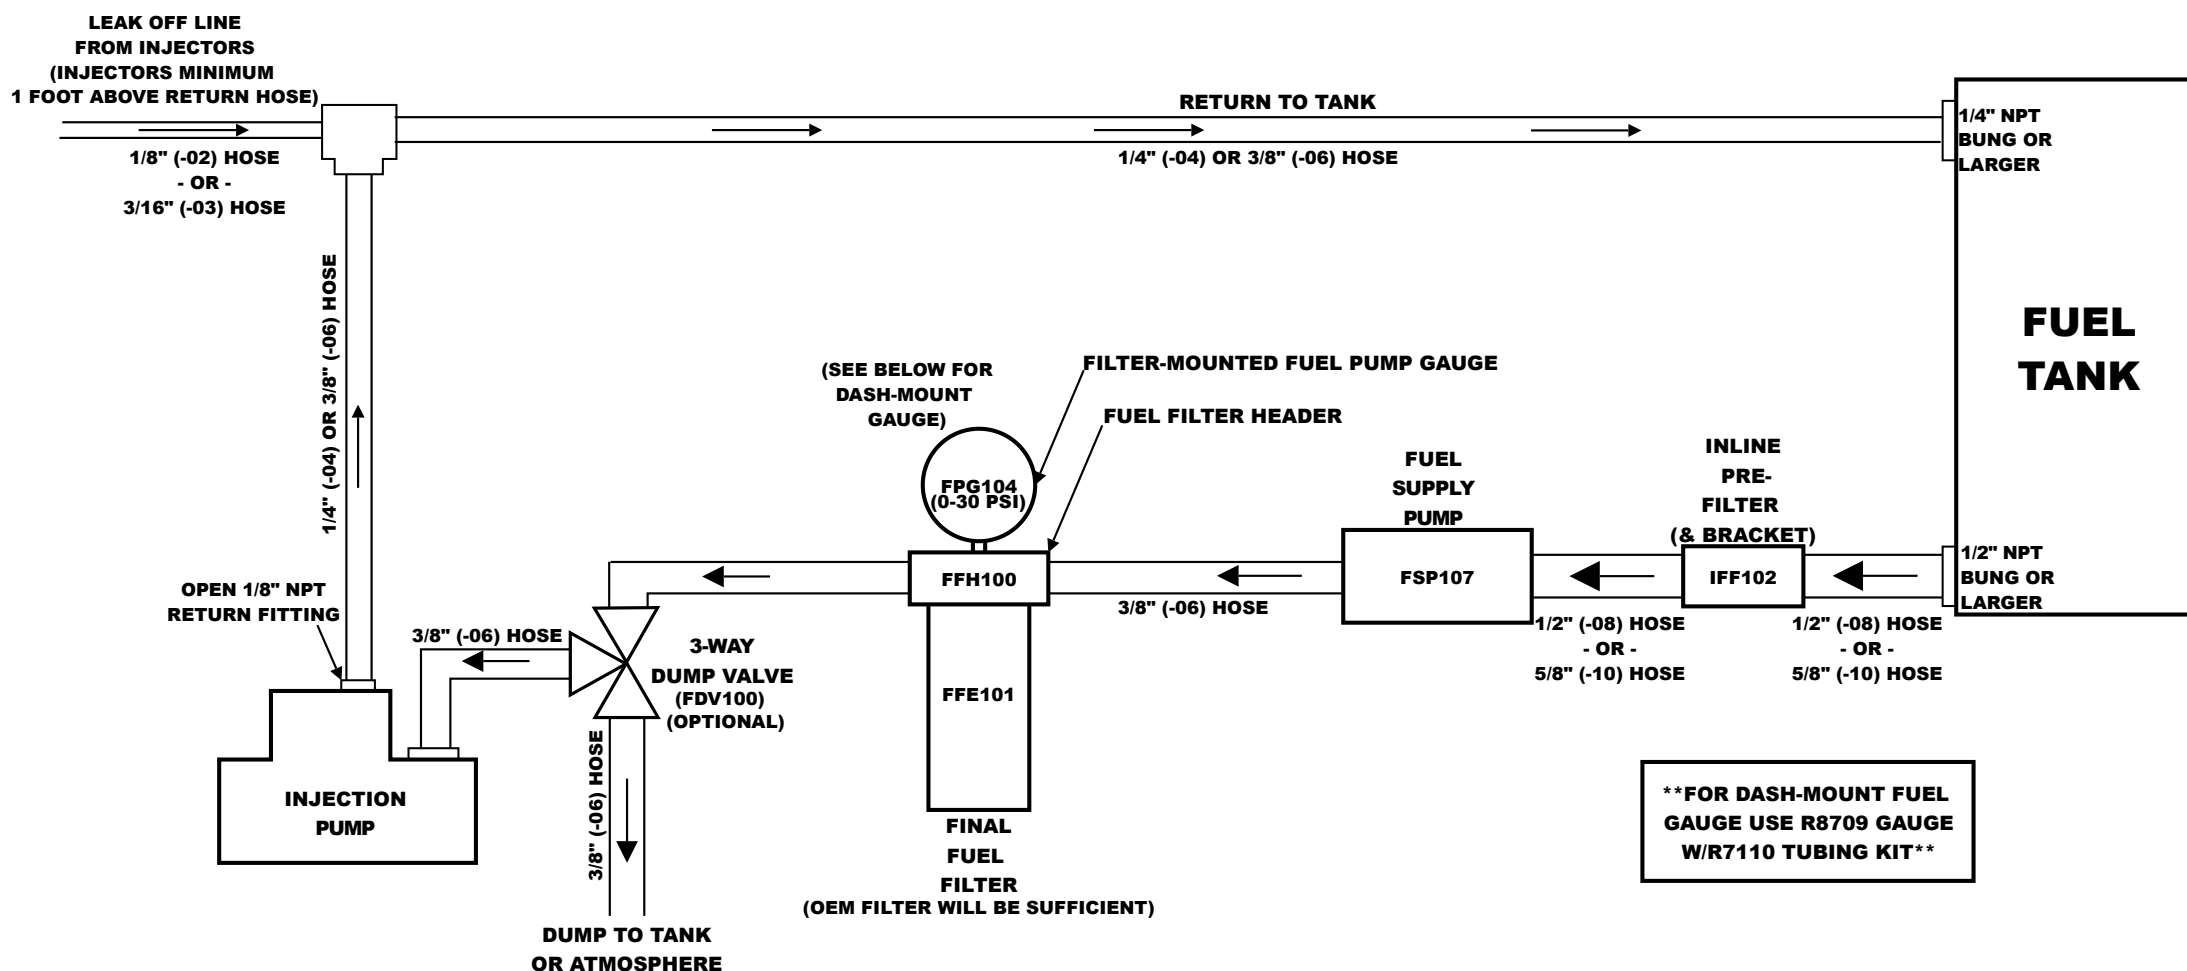 LEAK OFF LINE
FROM INJECTORS
(INJECTORS MINIMUM
1 FOOT ABOVE RETURN HOSE)
1/8" (-02) HOSE
- OR -
3/16" (-03) HOSE
RETURN TO TANK
1/4" (-04) OR 3/8" (-06) HOSE
1/4" NPT
BUNG OR
LARGER
FUEL
TANK
1/4" (-04) OR 3/8" (-06) HOSE
(SEE BELOW FOR
DASH-MOUNT
GAUGE)
FILTER-MOUNTED FUEL PUMP GAUGE
FUEL FILTER HEADER
FPG104
(0-30 PSI)
FUEL
SUPPLY
PUMP
INLINE
PRE-
FILTER
(& BRACKET)
1/2" NPT
BUNG OR
LARGER
FFH100
FSP107
IFF102
3/8" (-06) HOSE
1/2" (-08) HOSE
- OR -
5/8" (-10) HOSE
1/2" (-08) HOSE
- OR -
5/8" (-10) HOSE
OPEN 1/8" NPT
RETURN FITTING
3/8" (-06) HOSE
3-WAY
DUMP VALVE
(FDV100)
(OPTIONAL)
FFE101
INJECTION
PUMP
3/8" (-06) HOSE
FINAL
FUEL
FILTER
(OEM FILTER WILL BE SUFFICIENT)
DUMP TO TANK
OR ATMOSPHERE
**FOR DASH-MOUNT FUEL
GAUGE USE R8709 GAUGE
W/R7110 TUBING KIT**